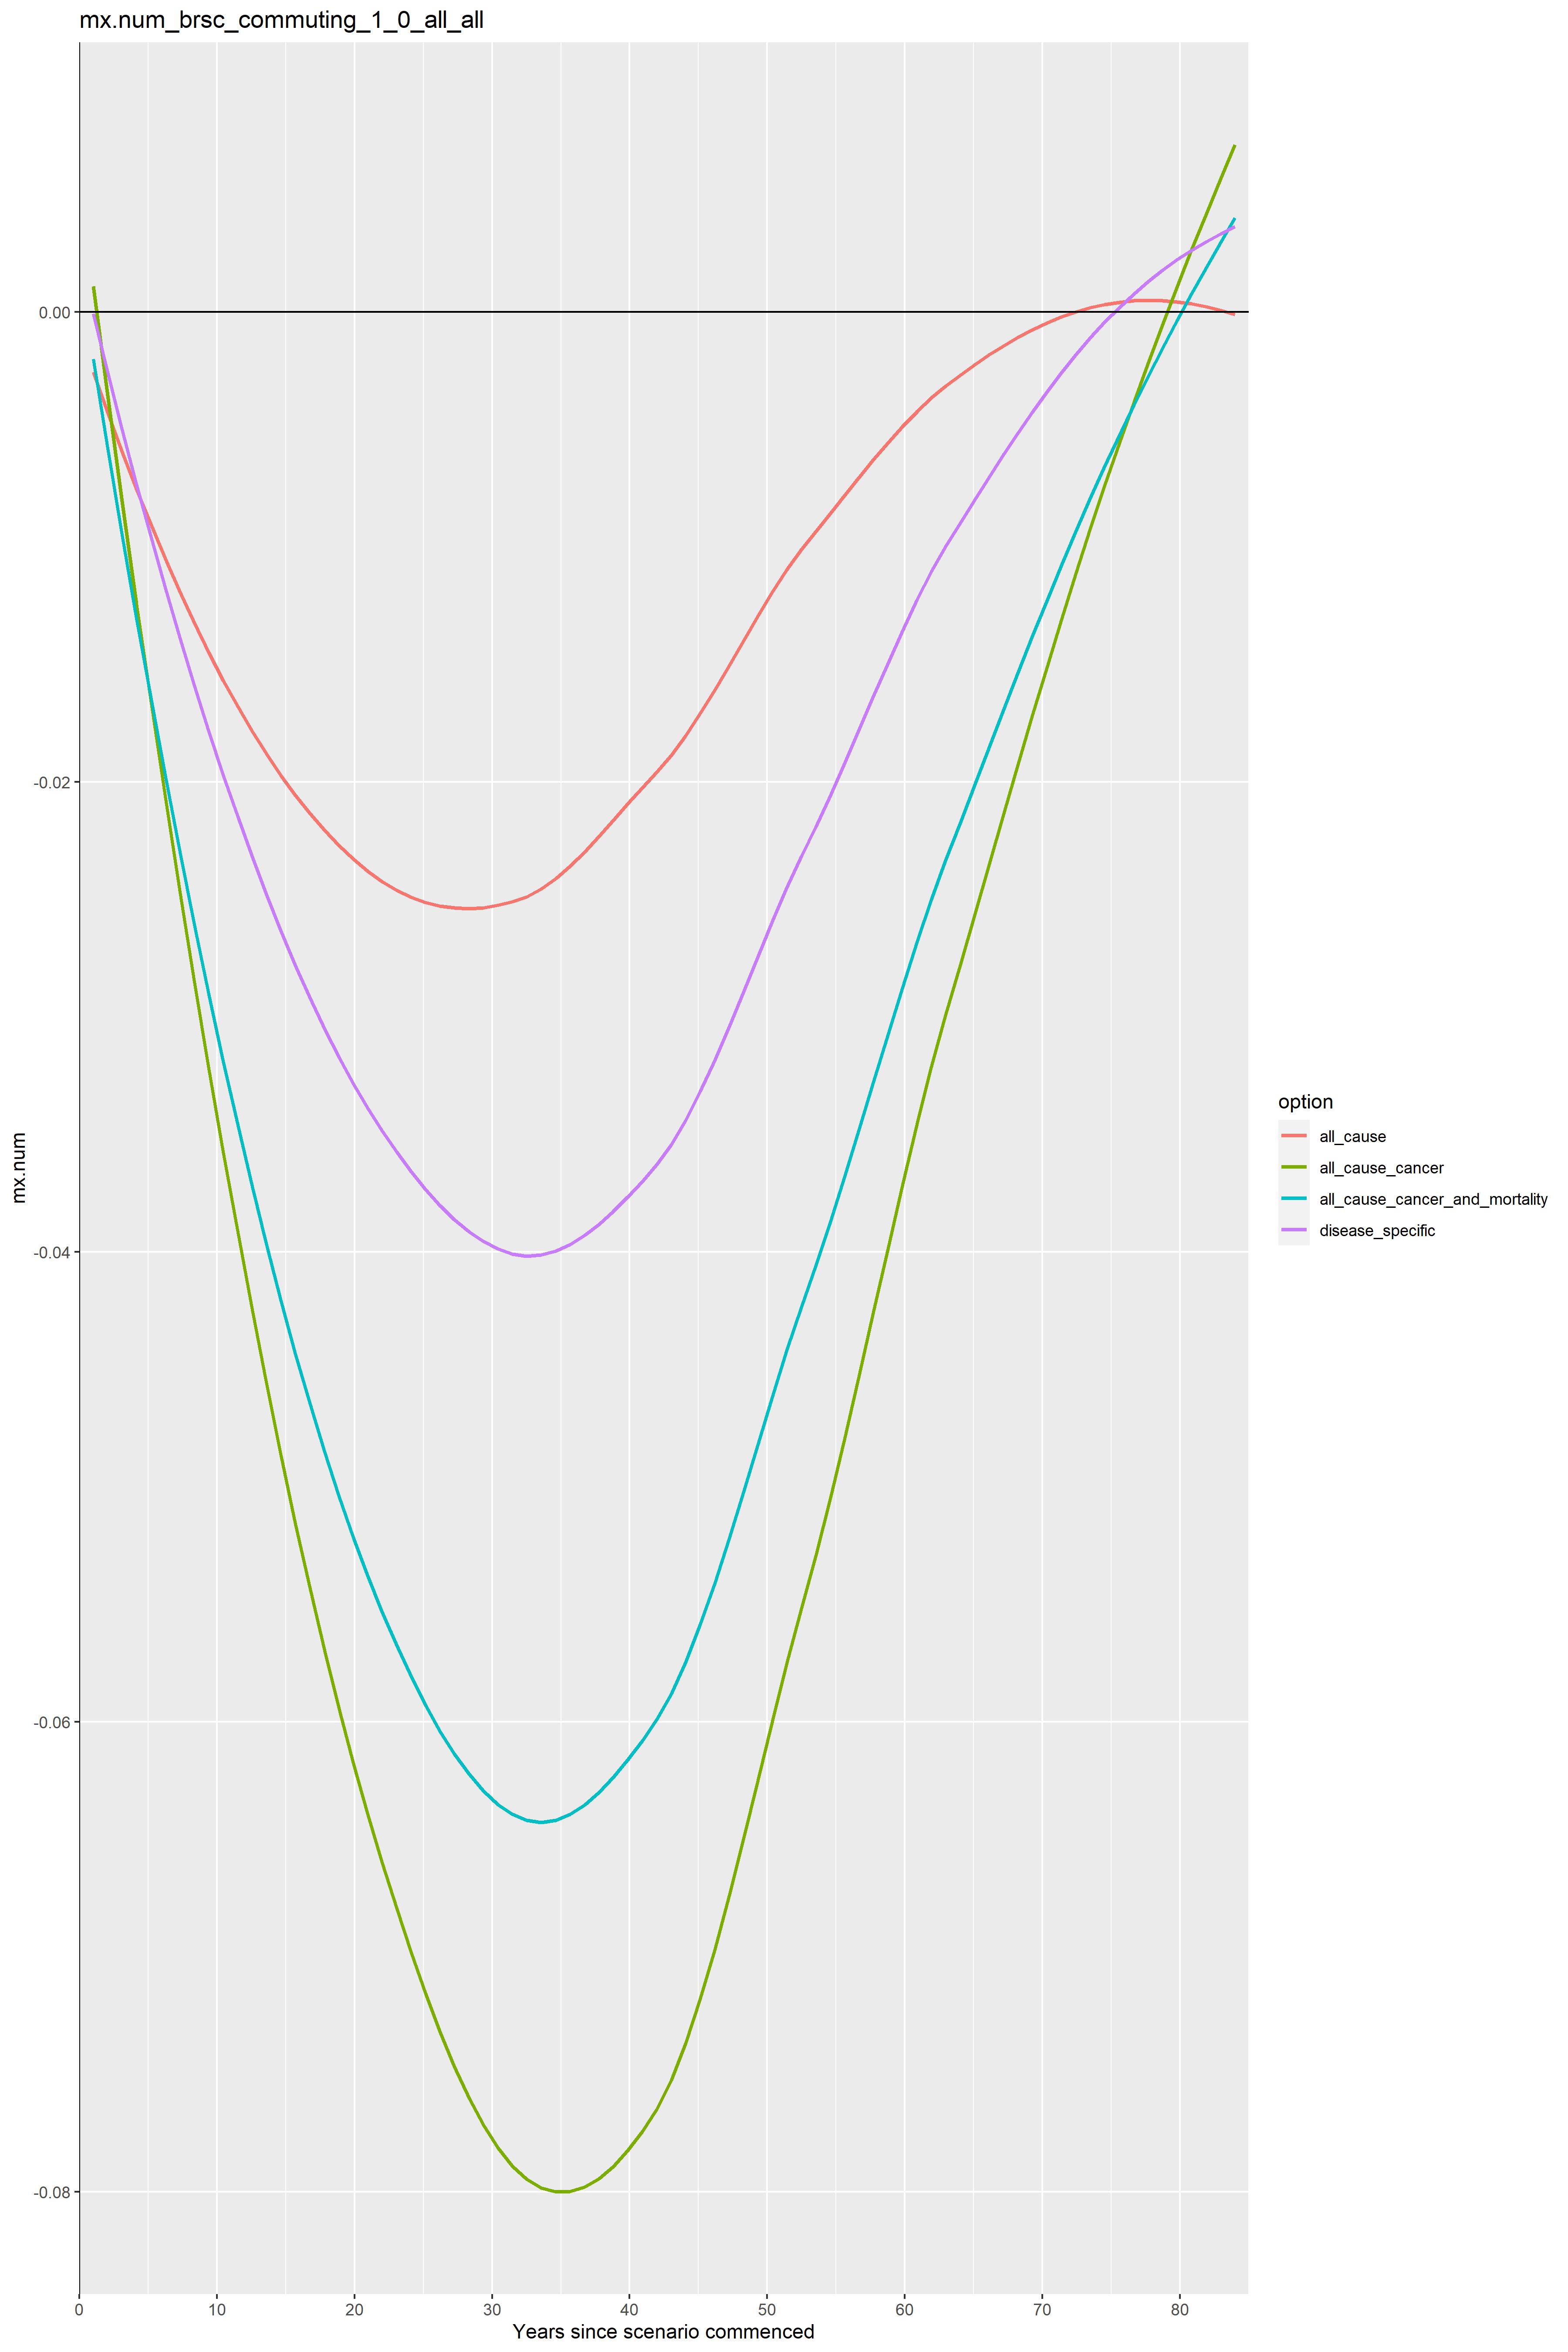 mx.num_brsc_commuting_1_0_all_all
mx.num
0.00
-0.02
-0.04
-0.06
-0.08
0 10 20 30 40 50 60 70 80
Years since scenario commenced
option
all_cause
all_cause_cancer
all_cause_cancer_and_mortality
disease_specific